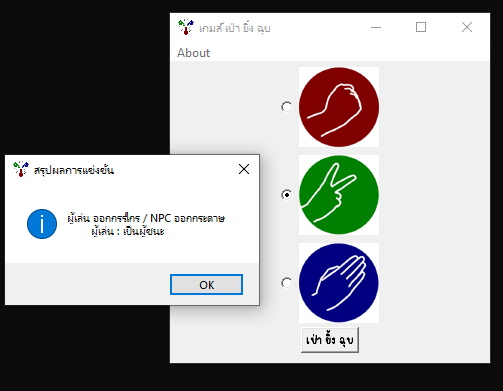 เกมส์ เป่า ยิ้ง ฉุบ
About
สรุปผลการแข่งขัน
ผู้เล่น ออกกรรไกร / NPC ออกกระดาษ
ผู้เล่น : เป็นผู้ชนะ
OK
เป่า ยิ้ง ฉุบ